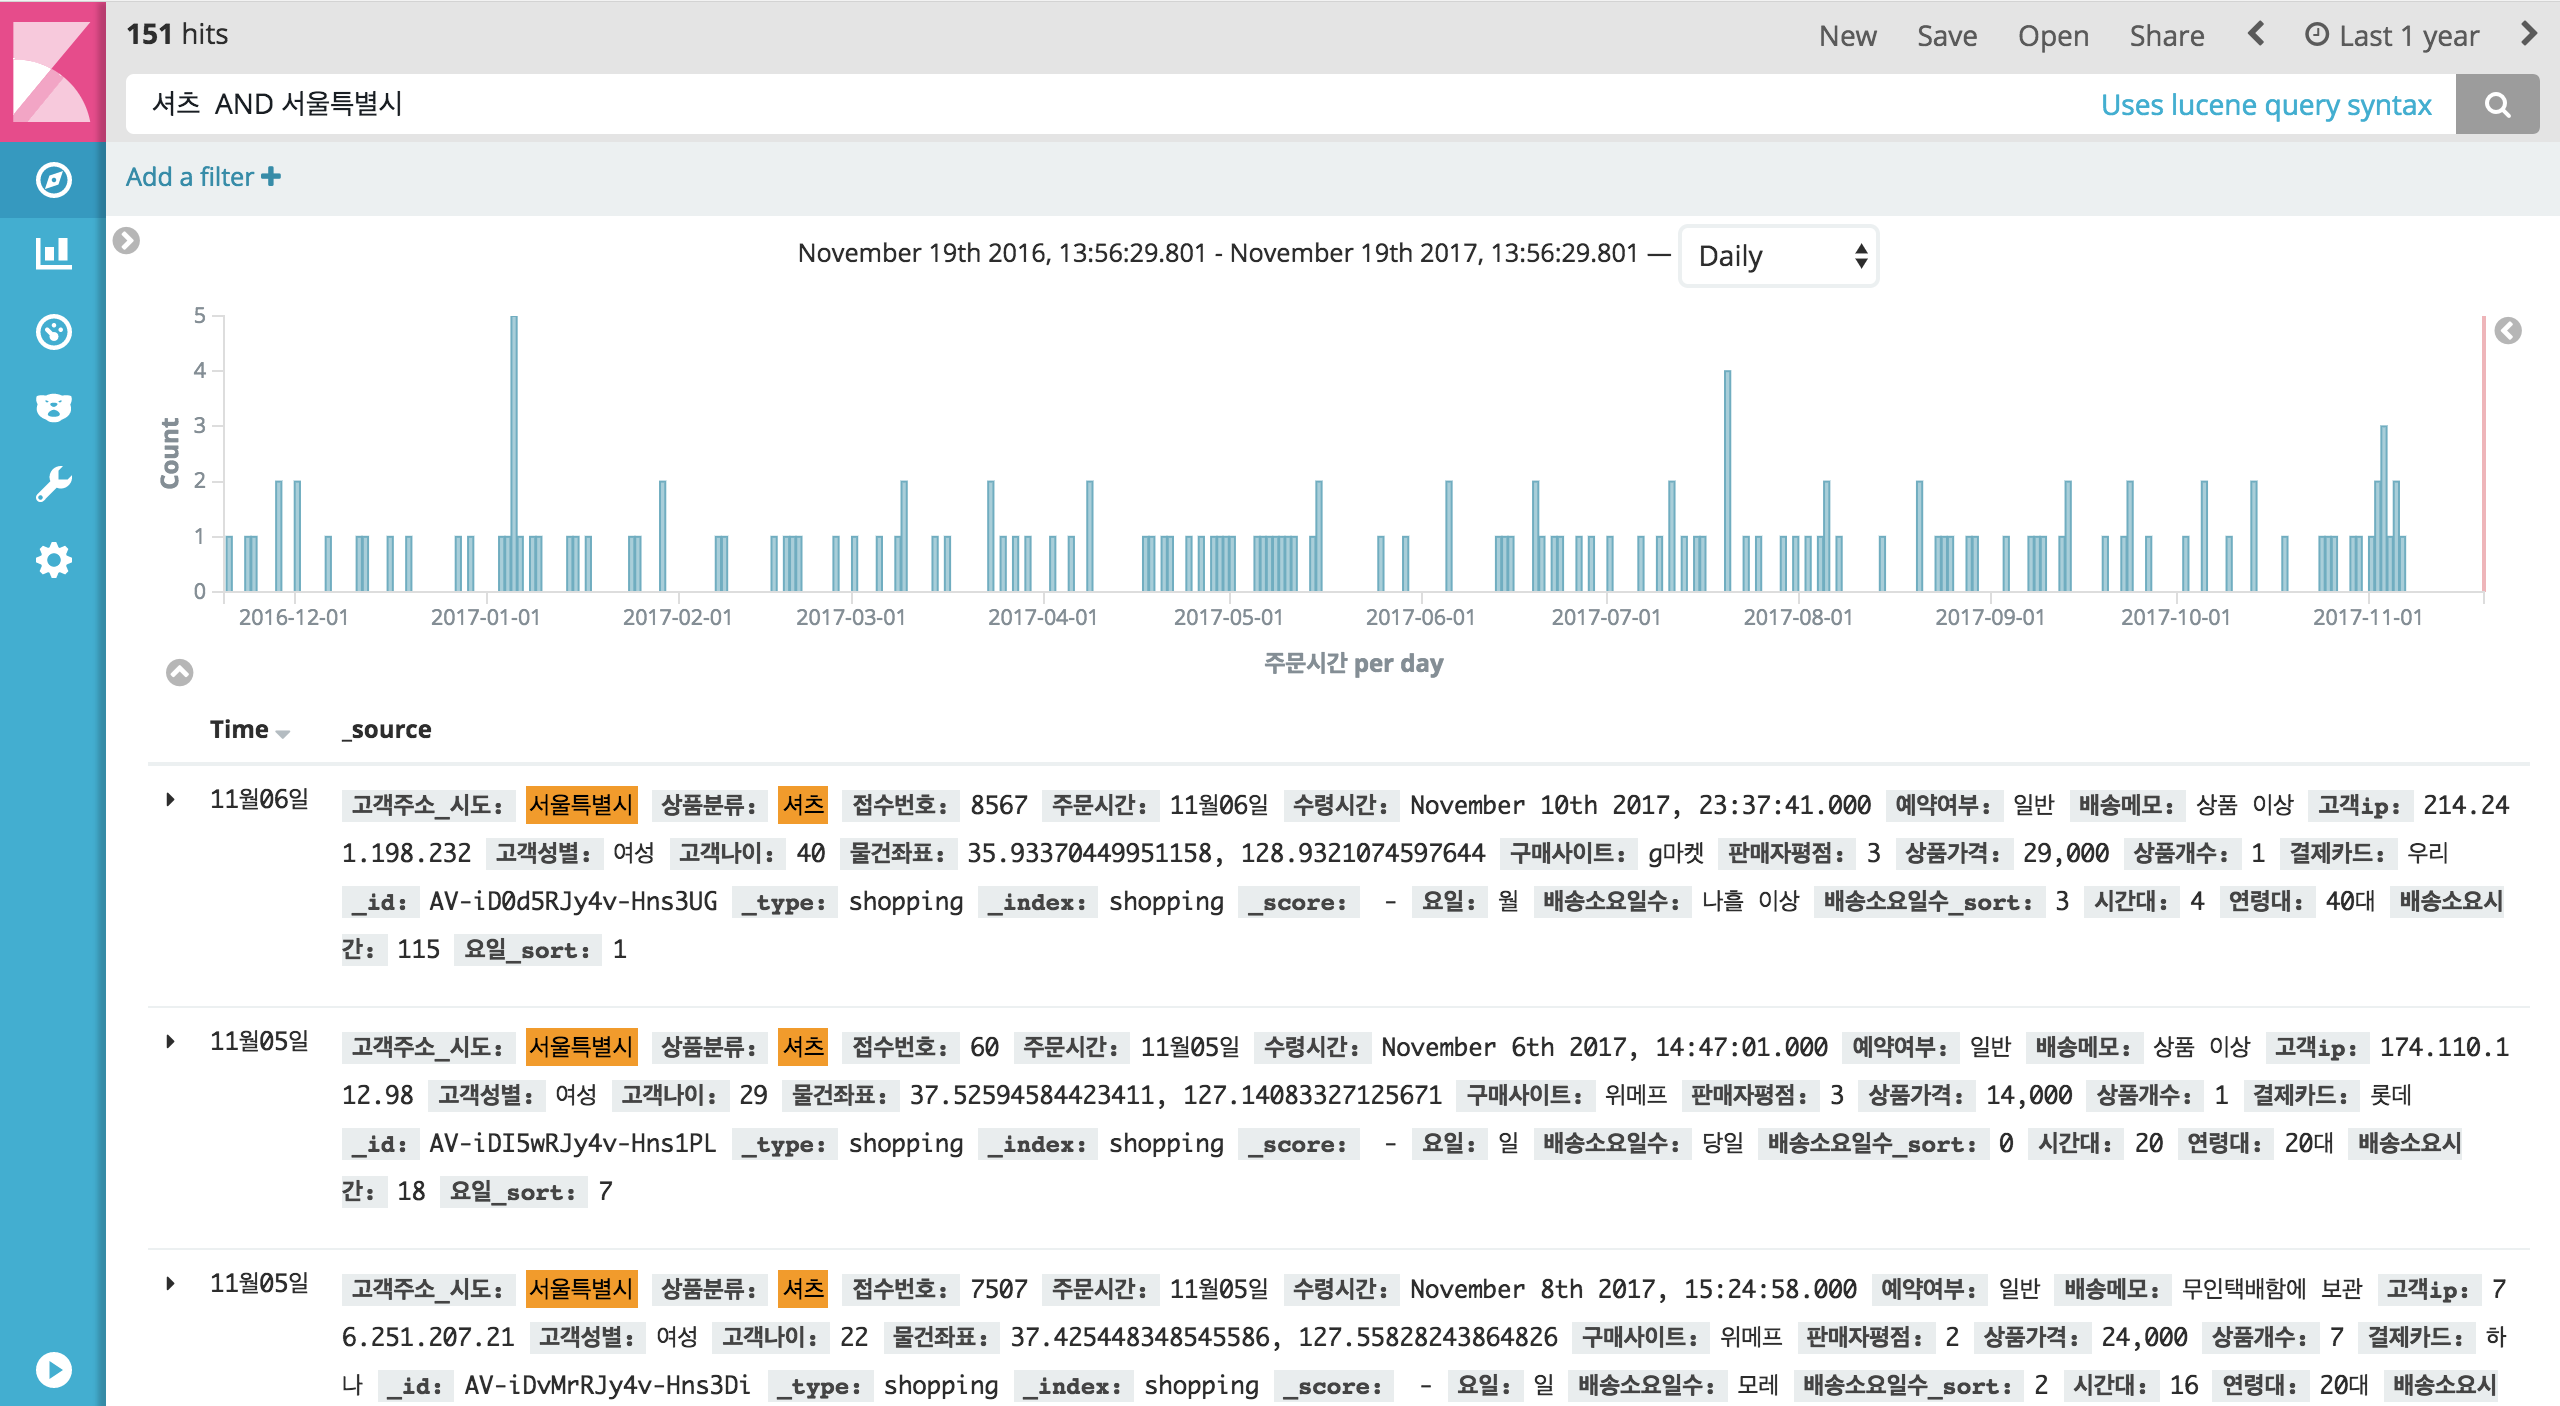 151 hits
New Save Open Share Last 1 year
셔츠 AND 서울특별시
Uses lucene query syntax
Add a filter
November 19th 2016, 13:56:29.801 - November 19th 2017, 13:56:29.801 — Daily
5
4
3
2
1
0
Count
2016-12-01 2017-01-01 2017-02-01 2017-03-01 2017-04-01 2017-05-01 2017-06-01 2017-07-01 2017-08-01 2017-09-01 2017-10-01 2017-11-01
주문시간 per day
Time _source
11월06일 고객주소_시도: 서울특별시 상품분류: 셔츠 접수번호: 8567 주문시간: 11월06일 수령시간: November 10th 2017, 23:37:41.000 예약여부: 일반 배송메모: 상품 이상 고객ip: 214.24
1.198.232 고객성별: 여성 고객나이: 40 물건좌표: 35.93370449951158, 128.9321074597644 구매사이트: g마켓 판매자평점: 3 상품가격: 29,000 상품개수: 1 결제카드: 우리
_id: AV-iD0d5RJy4v-Hns3UG _type: shopping _index: shopping _score: - 요일: 월 배송소요일수: 나흘 이상 배송소요일수_sort: 3 시간대: 4 연령대: 40대 배송소요시
간: 115 요일_sort: 1
11월05일 고객주소_시도: 서울특별시 상품분류: 셔츠 접수번호: 60 주문시간: 11월05일 수령시간: November 6th 2017, 14:47:01.000 예약여부: 일반 배송메모: 상품 이상 고객ip: 174.110.1
12.98 고객성별: 여성 고객나이: 29 물건좌표: 37.52594584423411, 127.14083327125671 구매사이트: 위메프 판매자평점: 3 상품가격: 14,000 상품개수: 1 결제카드: 롯데
_id: AV-iDI5wRJy4v-Hns1PL _type: shopping _index: shopping _score: - 요일: 일 배송소요일수: 당일 배송소요일수_sort: 0 시간대: 20 연령대: 20대 배송소요시
간: 18 요일_sort: 7
11월05일 고객주소_시도: 서울특별시 상품분류: 셔츠 접수번호: 7507 주문시간: 11월05일 수령시간: November 8th 2017, 15:24:58.000 예약여부: 일반 배송메모: 무인택배함에 보관 고객ip: 7
6.251.207.21 고객성별: 여성 고객나이: 22 물건좌표: 37.425448348545586, 127.55828243864826 구매사이트: 위메프 판매자평점: 2 상품가격: 24,000 상품개수: 7 결제카드: 하
나 _id: AV-iDvMrRJy4v-Hns3Di _type: shopping _index: shopping _score: - 요일: 일 배송소요일수: 모레 배송소요일수_sort: 2 시간대: 16 연령대: 20대 배송소요시